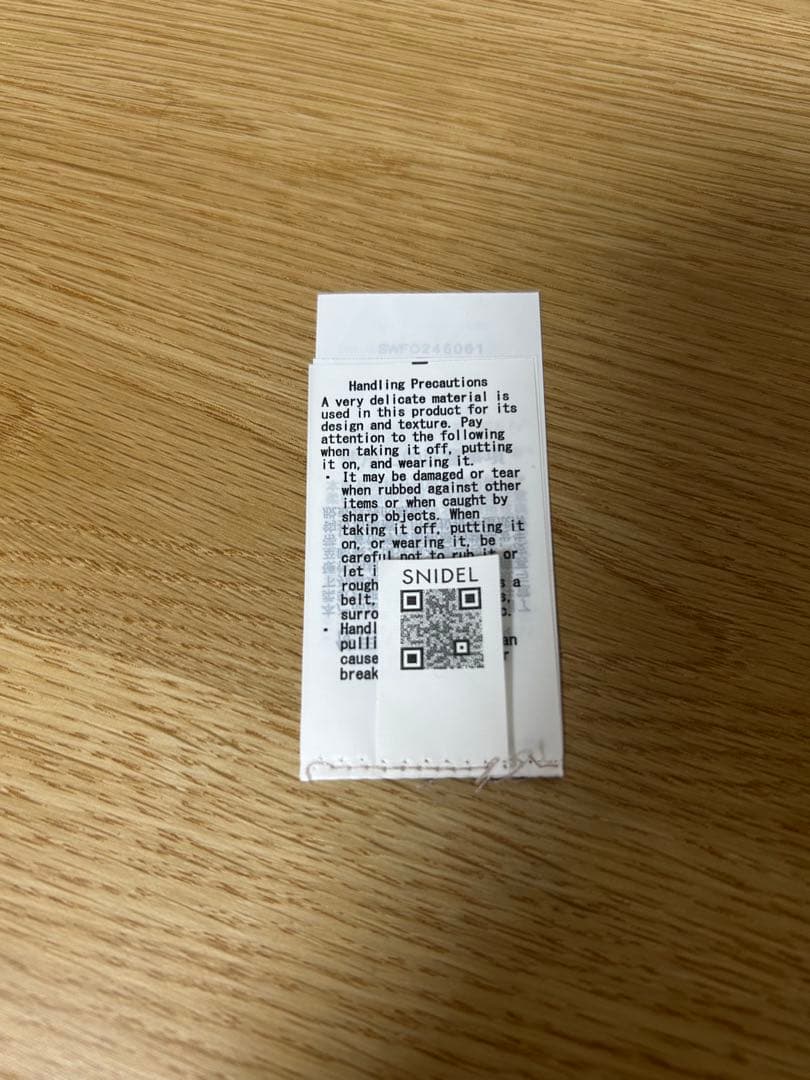 SWFO246061
Handling Precautions
A very delicate material is
used in this product for its
design and texture. Pay
attention to the following
when taking it off, putting
it on, and wearing it.
・ It may be damaged or tear
when rubbed against other
items or when caught by
sharp objects. When
taking it off, putting it
on, or wearing it, be
careful not to rub it or
let i
rough
s a
belt,
s,
surro
・ Handl
pulli
an
cause
r
break
SNIDEL